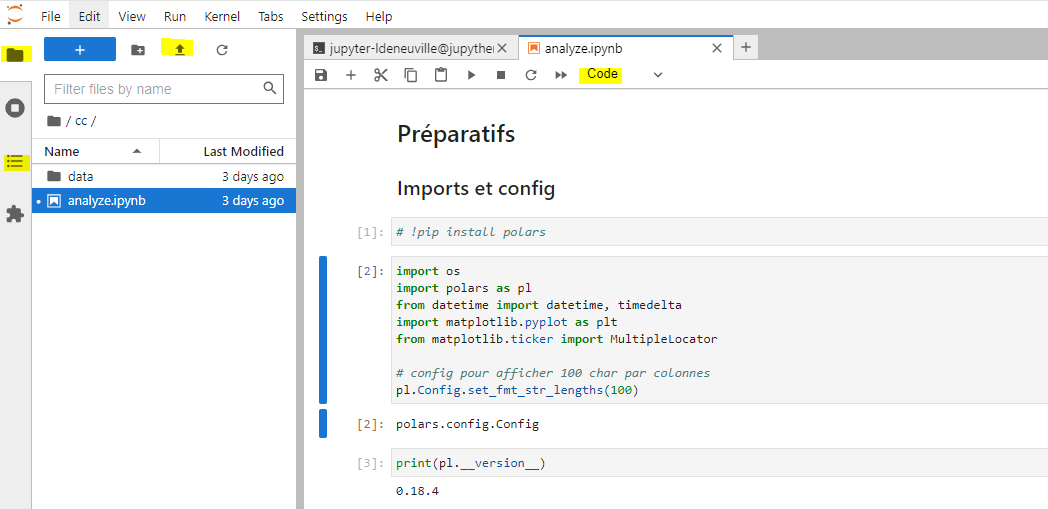 File Edit View Run Kernel Tabs Settings Help
jupyter-ldeneuville@jupyther
analyze.ipynb
Code
Filter files by name
/ cc /
Name Last Modified
data 3 days ago
analyze.ipynb 3 days ago
Préparatifs
Imports et config
[1]: # !pip install polars
[2]: import os
import polars as pl
from datetime import datetime, timedelta
import matplotlib.pyplot as plt
from matplotlib.ticker import MultipleLocator
# config pour afficher 100 char par colonnes
pl.Config.set_fmt_str_lengths(100)
[2]: polars.config.Config
[3]: print(pl.__version__)
0.18.4